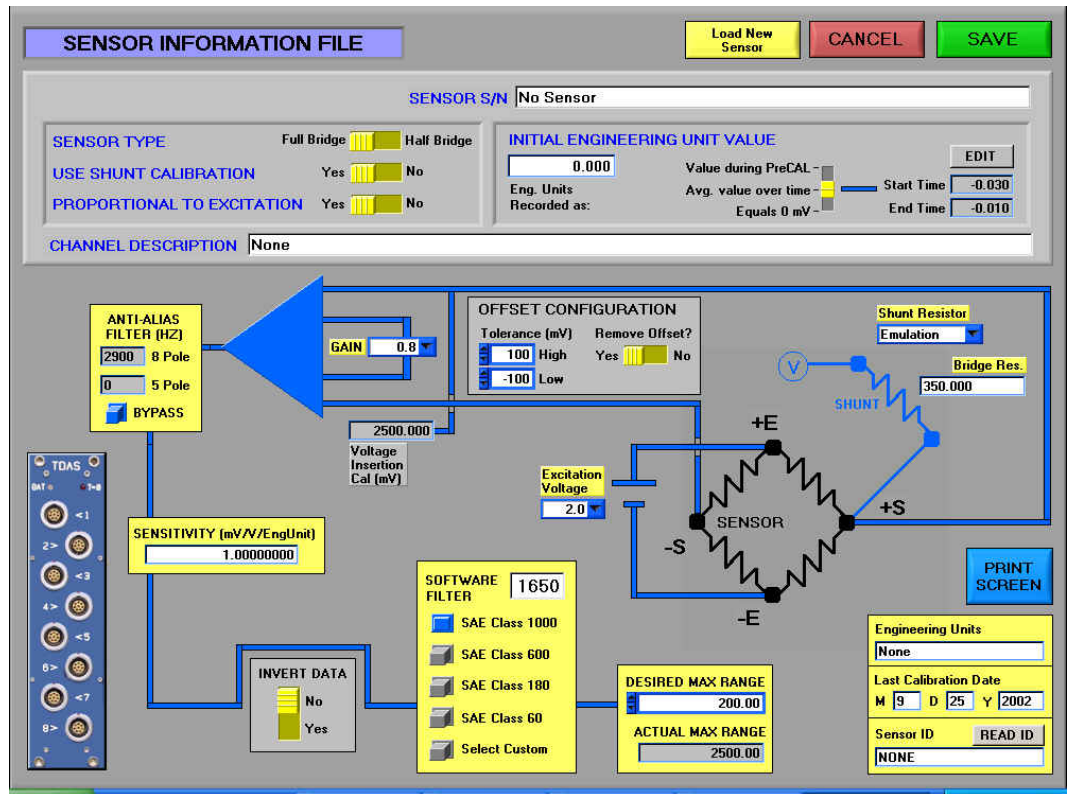 SENSOR INFORMATION FILE
Load New
Sensor
CANCEL
SAVE
SENSOR S/N No Sensor
SENSOR TYPE Full Bridge Half Bridge
USE SHUNT CALIBRATION Yes No
PROPORTIONAL TO EXCITATION Yes No
INITIAL ENGINEERING UNIT VALUE
0.000
Eng. Units
Recorded as:
Value during PreCAL -
Avg. value over time -
Equals 0 mV -
EDIT
Start Time -0.030
End Time -0.010
CHANNEL DESCRIPTION None
ANTI-ALIAS
FILTER (HZ)
2900 8 Pole
0 5 Pole
BYPASS
GAIN 0.8
OFFSET CONFIGURATION
Tolerance (mV) Remove Offset?
100 High Yes No
-100 Low
Shunt Resistor
Emulation
V
Bridge Res.
350.000
SHUNT
2500.000
Voltage
Insertion
Cal (mV)
Excitation
Voltage
2.0
+E
SENSOR
+S
-S
-E
TDAS
BAT
1-8
<1
2>
<3
4>
<5
6>
<7
8>
SENSITIVITY (mV/V/EngUnit)
1.00000000
INVERT DATA
No
Yes
SOFTWARE
FILTER 1650
SAE Class 1000
SAE Class 600
SAE Class 180
SAE Class 60
Select Custom
DESIRED MAX RANGE
200.00
ACTUAL MAX RANGE
2500.00
PRINT
SCREEN
Engineering Units
None
Last Calibration Date
M 9 D 25 Y 2002
Sensor ID READ ID
NONE